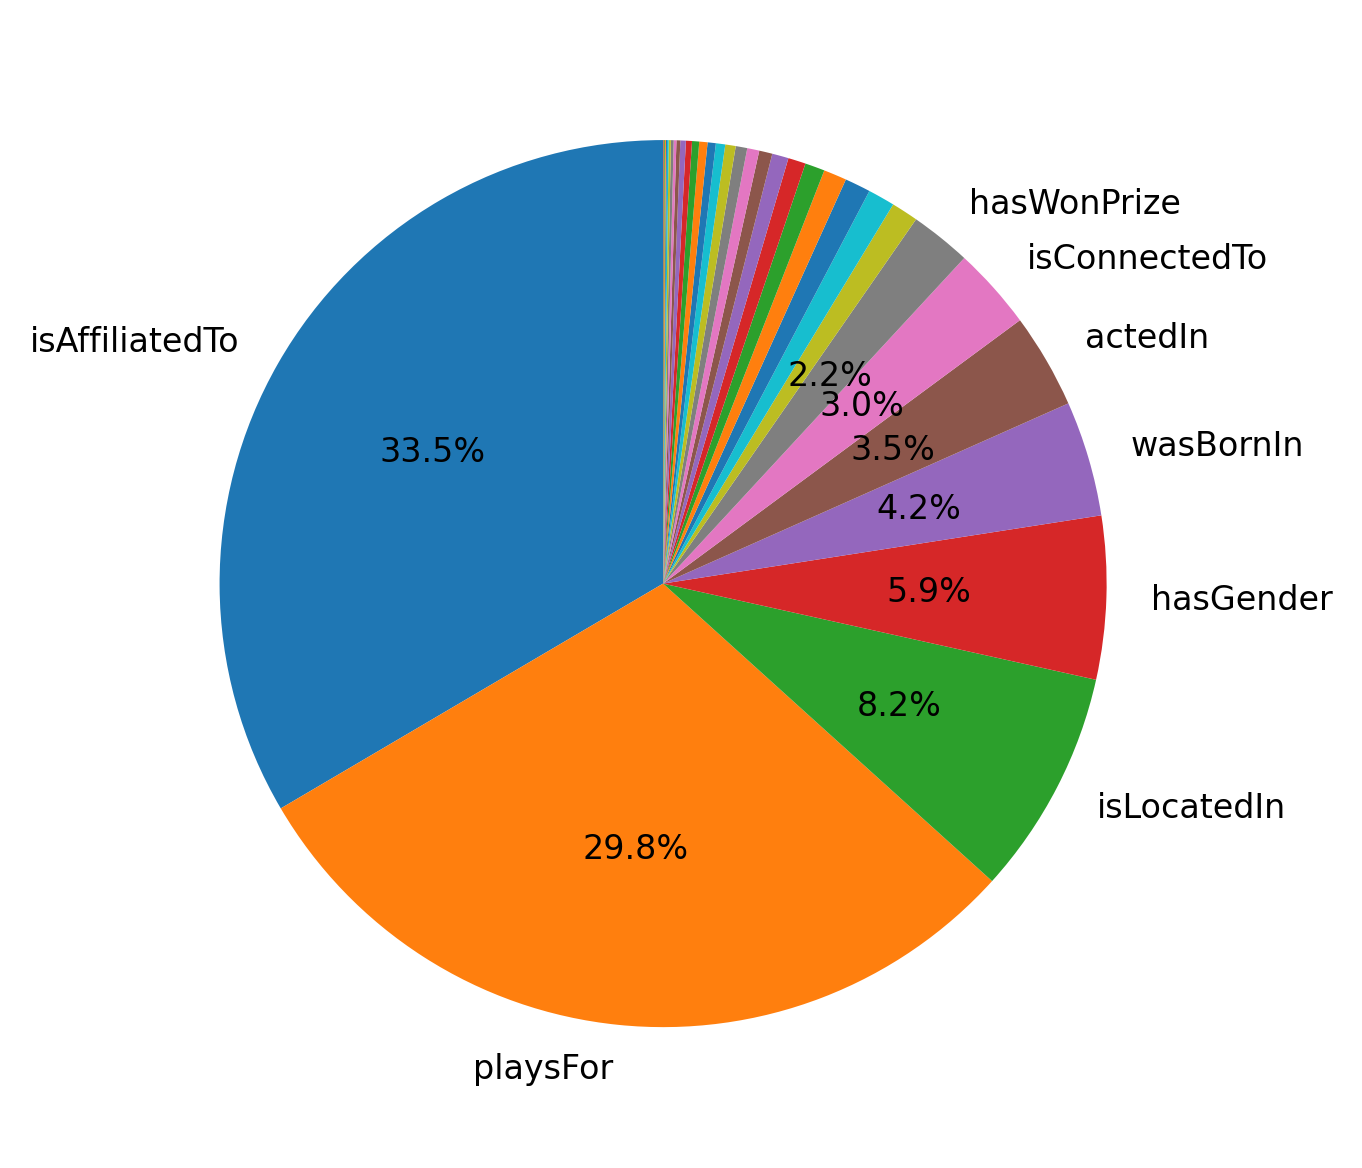 hasWonPrize
isConnectedTo
actedIn
isAffiliatedTo
wasBornIn
hasGender
isLocatedIn
playsFor
2.2%
3.0%
3.5%
33.5%
4.2%
5.9%
8.2%
29.8%